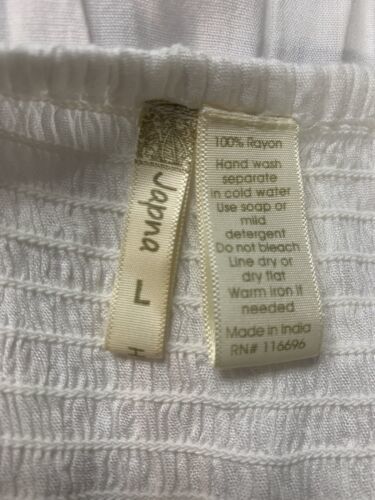 Japna
L
H
100% Rayon
Hand wash
separate
in cold water
Use soap or
mild
detergent
Do not bleach
Line dry or
dry flat
Warm iron if
needed
Made in India
RN# 116696